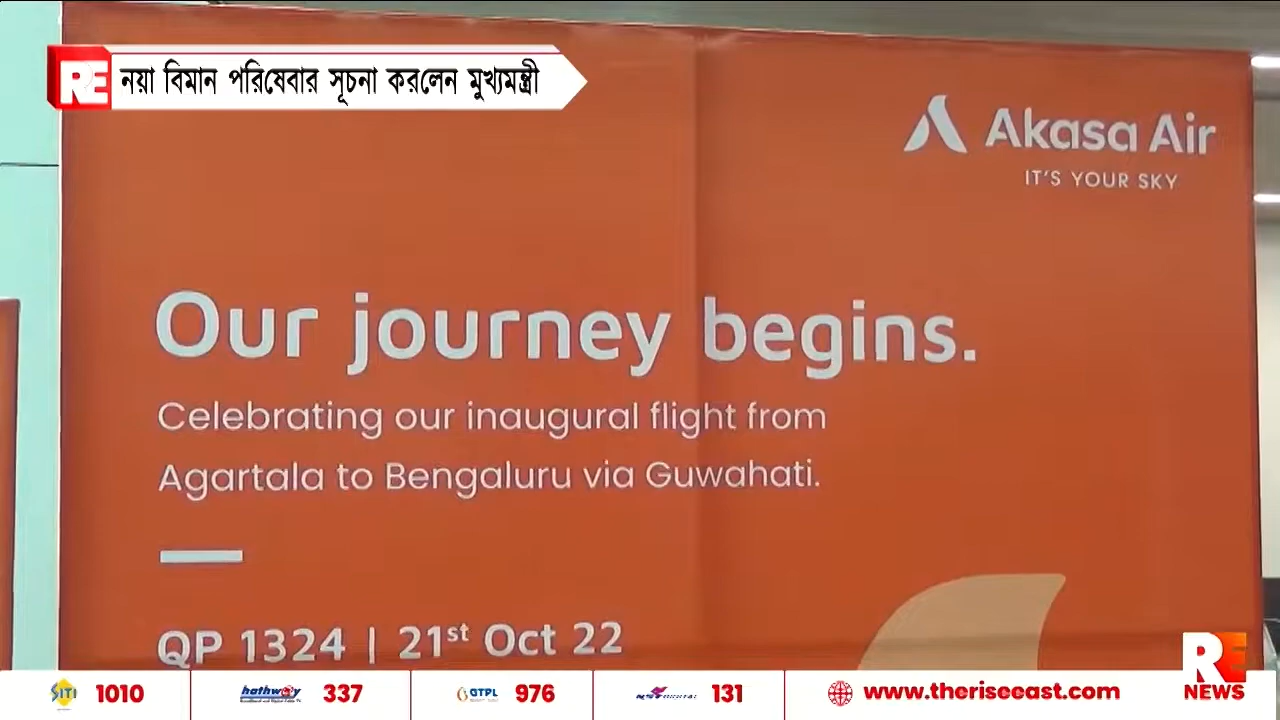 RE নয়া বিমান পরিষেবার সূচনা করলেন মুখ্যমন্ত্রী
Akasa Air
IT'S YOUR SKY
Our journey begins.
Celebrating our inaugural flight from
Agartala to Bengaluru via Guwahati.
QP 1324 | 21st Oct 22
RE
NEWS
SITI 1010 hathway 337 GTPL 976 131 www.theriseeast.com